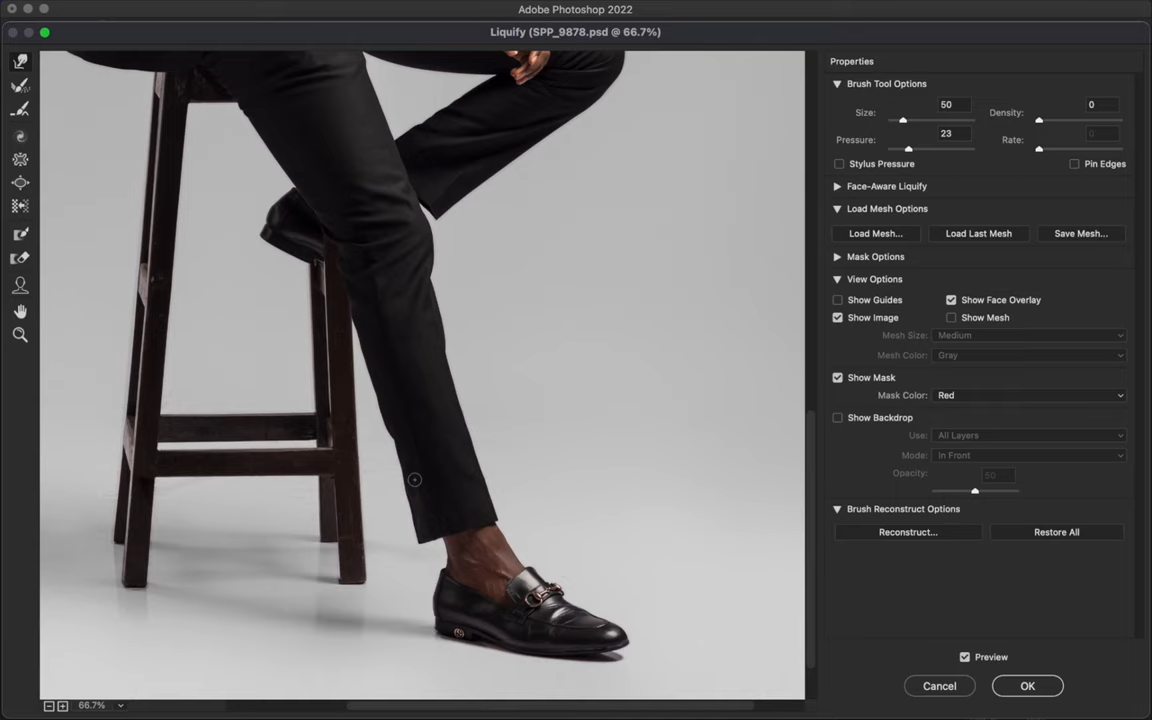 Adobe Photoshop 2022
Liquify (SPP_9878.psd @ 66.7%)
Properties
Brush Tool Options
Size: 50 Density: 0
Pressure: 23 Rate: 0
Stylus Pressure Pin Edges
Face-Aware Liquify
Load Mesh Options
Load Mesh... Load Last Mesh Save Mesh...
Mask Options
View Options
Show Guides Show Face Overlay
Show Image Show Mesh
Mesh Size: Medium
Mesh Color: Gray
Show Mask
Mask Color: Red
Show Backdrop
Use: All Layers
Mode: In Front
Opacity: 50
Brush Reconstruct Options
Reconstruct... Restore All
Preview
Cancel OK
66.7%